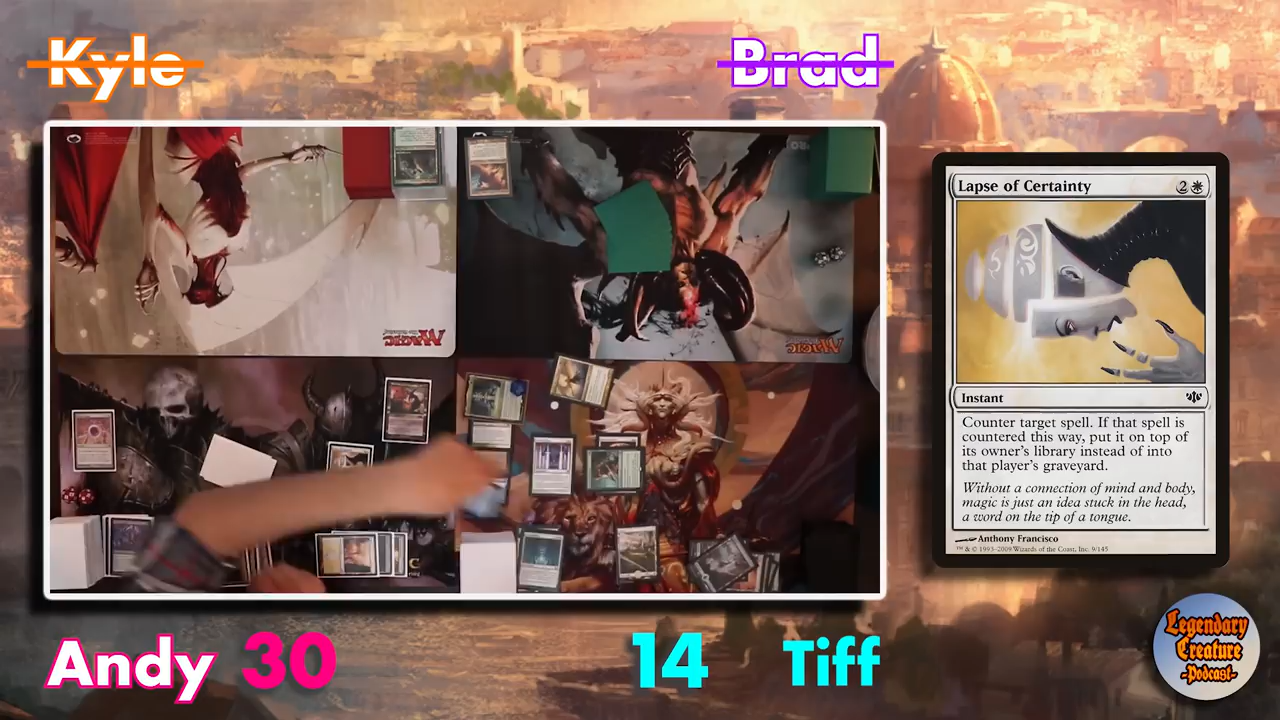 Kyle
Brad
Lapse of Certainty 2
Instant
Counter target spell. If that spell is
countered this way, put it on top of
its owner's library instead of into
that player's graveyard.
Without a connection of mind and body,
magic is just an idea stuck in the head,
a word on the tip of a tongue.
Anthony Francisco
™ & © 1993–2009 Wizards of the Coast, Inc. 9/145
MAGIC
MAGIC
Andy 30
14 Tiff
Legendary
Creature
-Podcast-